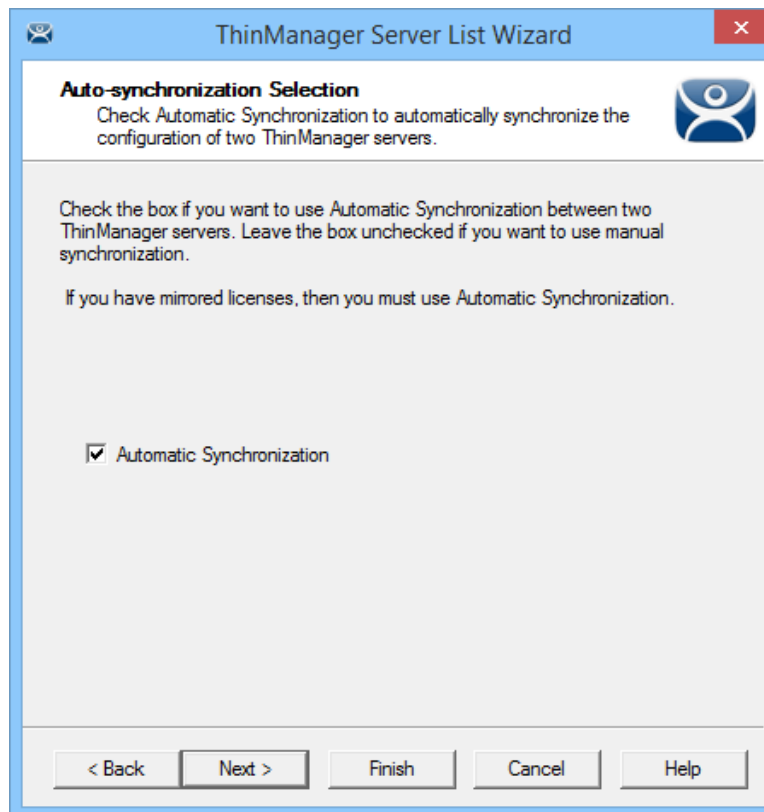 ThinManager Server List Wizard
Auto-synchronization Selection
Check Automatic Synchronization to automatically synchronize the
configuration of two ThinManager servers.
Check the box if you want to use Automatic Synchronization between two
ThinManager servers. Leave the box unchecked if you want to use manual
synchronization.
If you have mirrored licenses, then you must use Automatic Synchronization.
Automatic Synchronization
< Back Next > Finish Cancel Help